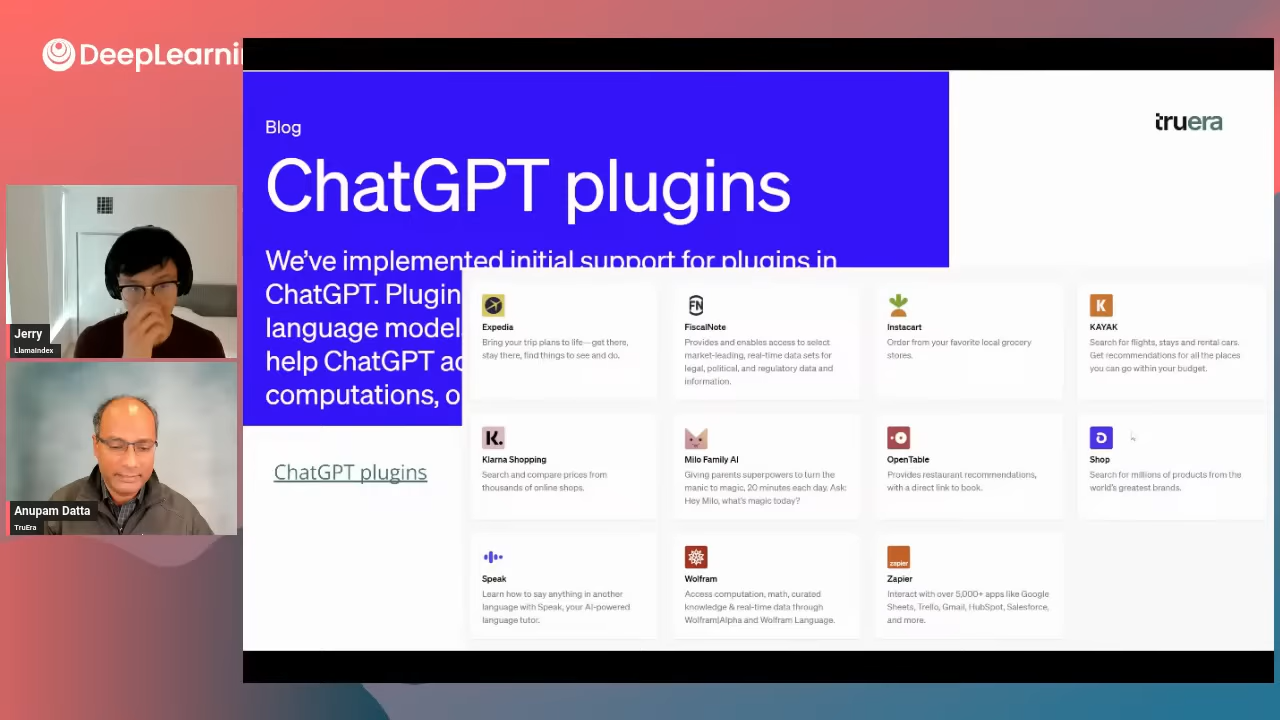 DeepLearni
Blog
ChatGPT plugins
We've implemented initial support for plugins in
ChatGPT. Plugin
language model
help ChatGPT ac
computations, o
ChatGPT plugins
truera
Expedia
Bring your trip plans to life—get there,
stay there, find things to see and do.
FN
FiscalNote
Provides and enables access to select
market-leading, real-time data sets for
legal, political, and regulatory data and
information.
Instacart
Order from your favorite local grocery
stores.
K
KAYAK
Search for flights, stays and rental cars.
Get recommendations for all the places
you can go within your budget.
K.
Klarna Shopping
Search and compare prices from
thousands of online shops.
Milo Family AI
Giving parents superpowers to turn the
manic to magic, 20 minutes each day. Ask:
Hey Milo, what's magic today?
OpenTable
Provides restaurant recommendations,
with a direct link to book.
Shop
Search for millions of products from the
world's greatest brands.
Speak
Learn how to say anything in another
language with Speak, your AI-powered
language tutor.
Wolfram
Access computation, math, curated
knowledge & real-time data through
Wolfram|Alpha and Wolfram Language.
zapier
Zapier
Interact with over 5,000+ apps like Google
Sheets, Trello, Gmail, HubSpot, Salesforce,
and more.
Jerry
LlamaIndex
Anupam Datta
TruEra